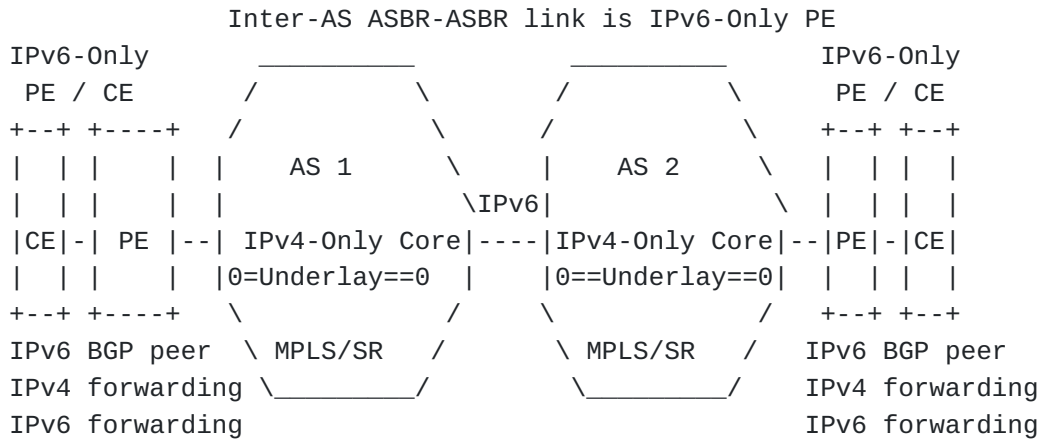 Inter-AS ASBR-ASBR link is IPv6-Only PE
IPv6-Only                                    IPv6-Only
PE / CE                                      PE / CE
AS 1                 AS 2
IPv6
CE PE IPv4-Only Core IPv4-Only Core PE CE
0=Underlay==0 0==Underlay==0
IPv6 BGP peer MPLS/SR MPLS/SR IPv6 BGP peer
IPv4 forwarding IPv4 forwarding
IPv6 forwarding IPv6 forwarding